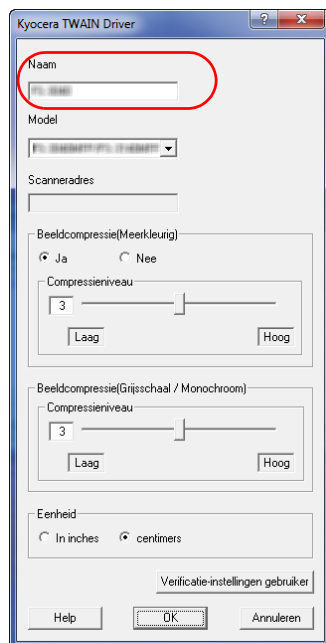 Kyocera TWAIN Driver
Naam
Model
Scanneradres
Beeldcompressie(Meerkleurig)
Ja Nee
Compressieniveau
3
Laag Hoog
Beeldcompressie(Grijsschaal / Monochroom)
Compressieniveau
3
Laag Hoog
Eenheid
In inches centimers
Verificatie-instellingen gebruiker
Help OK Annuleren